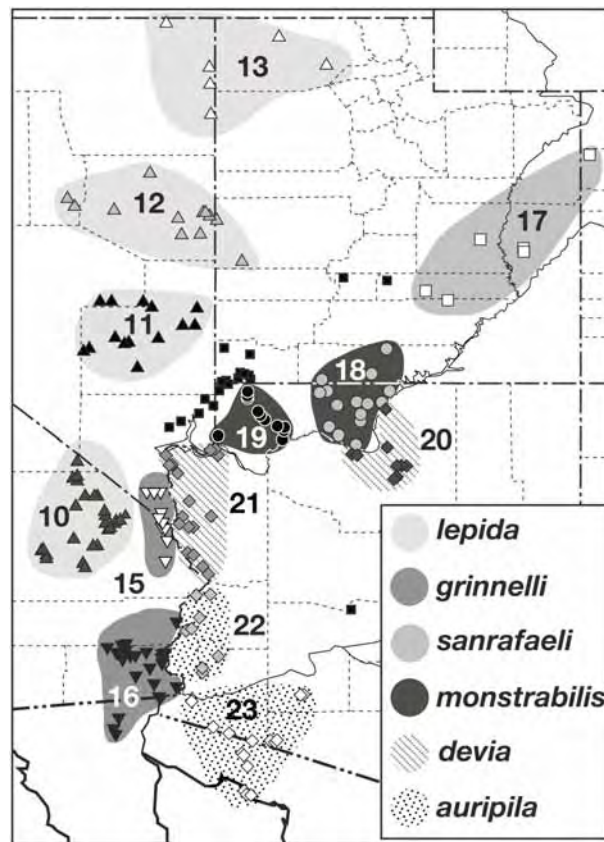 13
12
17
11
18
19
20
10
21
15
22
16
23
lepida
grinnelli
sanrafaeli
monstrabilis
devia
auripila